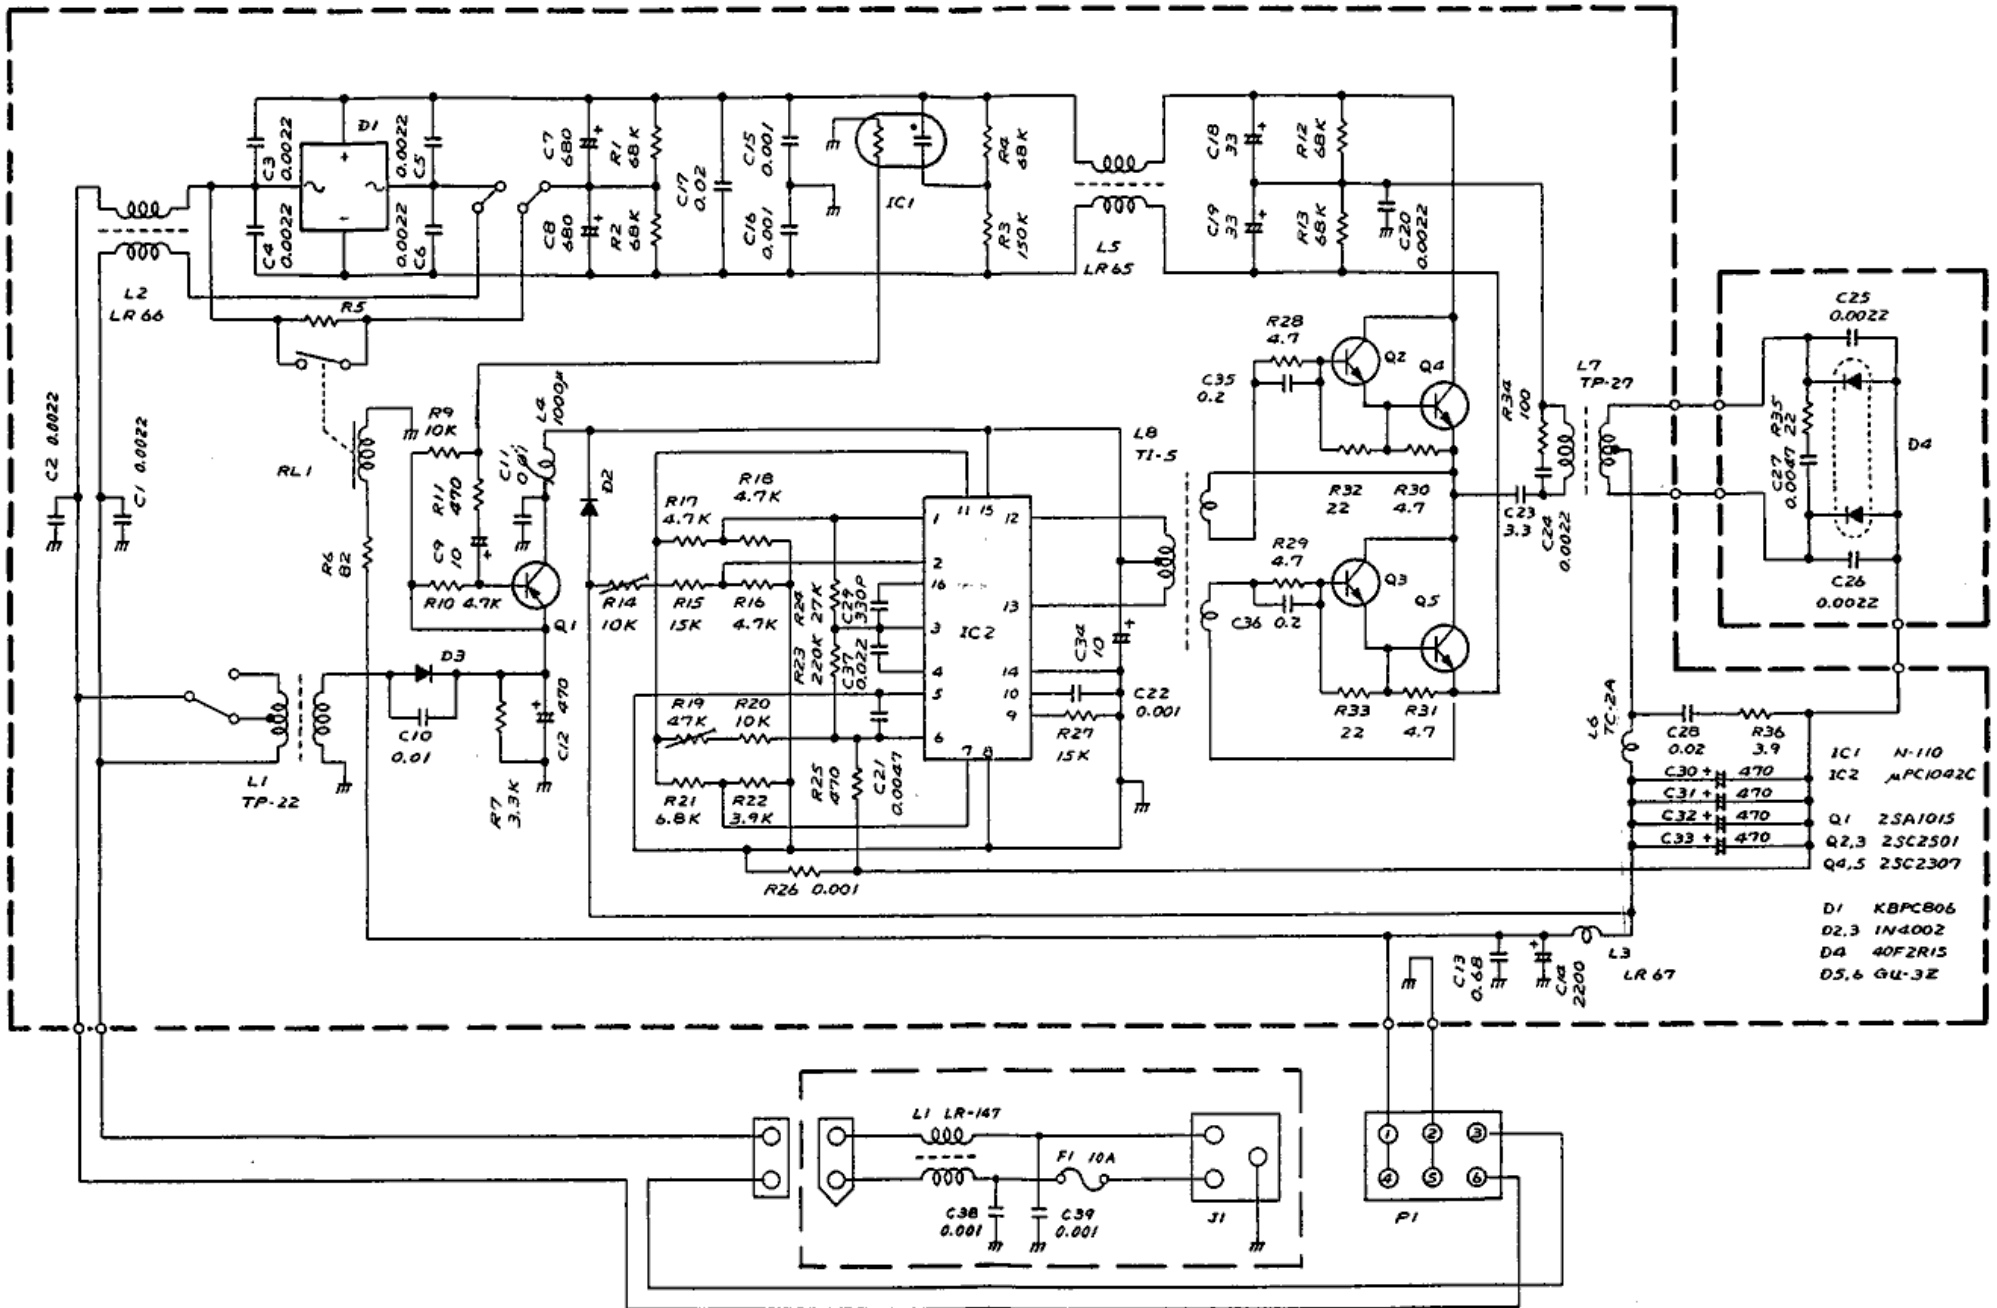 D1
C3
0.0022
C4
0.0022
0.0022
C5
0.0022
C6
C7
680
C8
680
R1
68K
R2
68K
C17
0.02
C15
0.001
C16
0.001
IC1
R4
68K
R3
150K
L5
LR65
C18
33
C19
33
R12
68K
R13
68K
C20
0.0022
L2
LR66
R5
C2 0.0022
C1 0.0022
RL1
R6
82
R9
10K
R11
470
C9
10
R10 4.7K
C11
L4
1000μ
Q1
D2
D3
C10
0.01
L1
TP-22
R7
3.3K
C12
470
R14
10K
R17
4.7K
R18
4.7K
R15
15K
R16
4.7K
R24
27K
C29
330P
R23
220K
C37
0.022
R19
47K
R20
10K
R21
6.8K
R22
3.9K
R25
470
C21
0.0047
R26 0.001
IC2
1
2
16
3
4
5
6
7
8
11
15
12
13
14
10
9
C34
10
C22
0.001
R27
15K
L8
TI-5
C35
0.2
R28
4.7
Q2
Q4
R32
22
R30
4.7
R29
4.7
C36 0.2
Q3
Q5
R33
22
R31
4.7
R34
100
C23
3.3
C24
0.0022
L7
TP-27
C25
0.0022
R35
22
C27
0.0047
D4
C26
0.0022
L6
TC-2A
C28
0.02
R36
3.9
C30 + 470
C31 + 470
C32 + 470
C33 + 470
IC1 N-110
IC2 μPC1042C
Q1 2SA1015
Q2,3 2SC2501
Q4,5 2SC2307
D1 KBPC806
D2,3 1N4002
D4 40F2R15
D5,6 GU-3Z
C13
0.68
C14
2200
L3
LR67
L1 LR-147
F1 10A
C38
0.001
C39
0.001
J1
1
2
3
4
5
6
P1